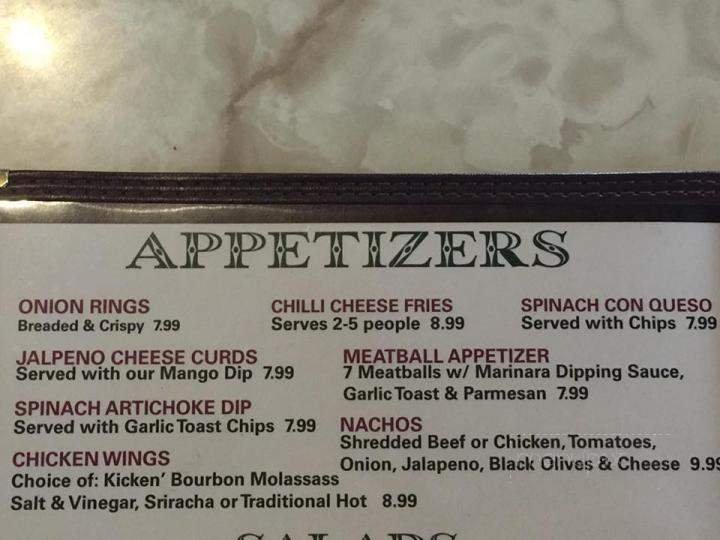 APPETIZERS
ONION RINGS
Breaded & Crispy 7.99
CHILLI CHEESE FRIES
Serves 2-5 people 8.99
SPINACH CON QUESO
Served with Chips 7.99
JALPENO CHEESE CURDS
Served with our Mango Dip 7.99
MEATBALL APPETIZER
7 Meatballs w/ Marinara Dipping Sauce,
Garlic Toast & Parmesan 7.99
SPINACH ARTICHOKE DIP
Served with Garlic Toast Chips 7.99
NACHOS
Shredded Beef or Chicken, Tomatoes,
Onion, Jalapeno, Black Olives & Cheese 9.99
CHICKEN WINGS
Choice of: Kicken' Bourbon Molassass
Salt & Vinegar, Sriracha or Traditional Hot 8.99
SALADS